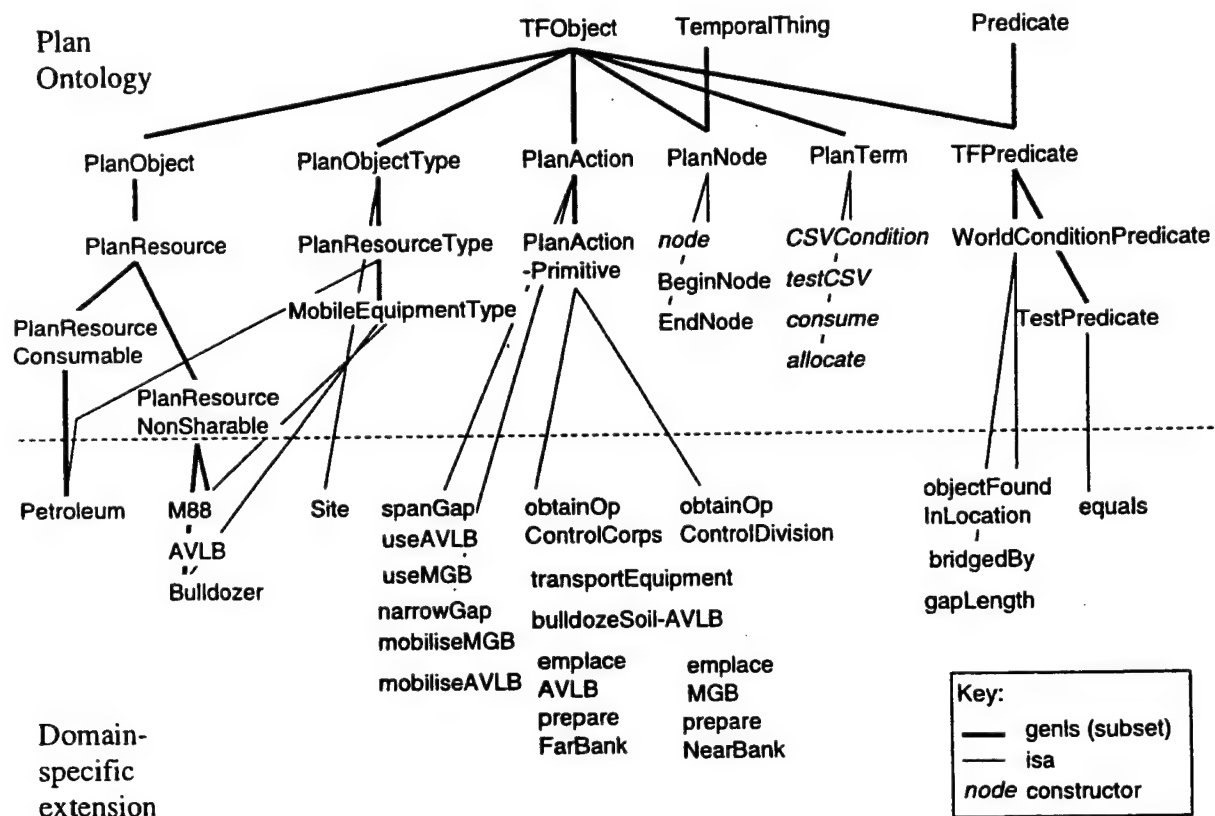 Plan
Ontology
TFObject
TemporalThing
Predicate
PlanObject
PlanObjectType
PlanAction
PlanNode
PlanTerm
TFPredicate
PlanResource
PlanResourceType
PlanAction
-Primitive
node
BeginNode
EndNode
CSVCondition
testCSV
consume
allocate
WorldConditionPredicate
TestPredicate
MobileEquipmentType
PlanResource
Consumable
PlanResource
NonSharable
Petroleum
M88
AVLB
Bulldozer
Site
spanGap
useAVLB
useMGB
narrowGap
mobiliseMGB
mobiliseAVLB
obtainOp
ControlCorps
obtainOp
ControlDivision
transportEquipment
bulldozeSoil-AVLB
emplace
AVLB
prepare
FarBank
emplace
MGB
prepare
NearBank
objectFound
InLocation
bridgedBy
gapLength
equals
Domain-
specific
extension
Key:
genls (subset)
isa
node constructor